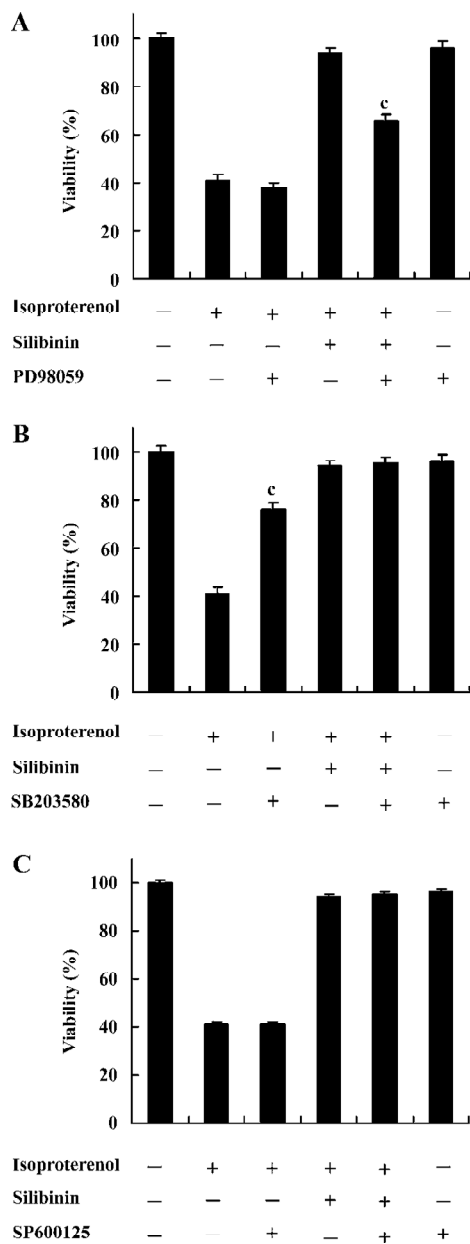 A
100
80
60
40
20
0
Viability (%)
c
Isoproterenol — + + + + —
Silibinin — — — + + —
PD98059 — — + — + +
B
100
80
60
40
20
0
Viability (%)
c
Isoproterenol — + | + + —
Silibinin — — — + + —
SB203580 — — + — + +
C
100
80
60
40
20
0
Viability (%)
Isoproterenol — + + + + —
Silibinin — — — + + —
SP600125 — — + — + +